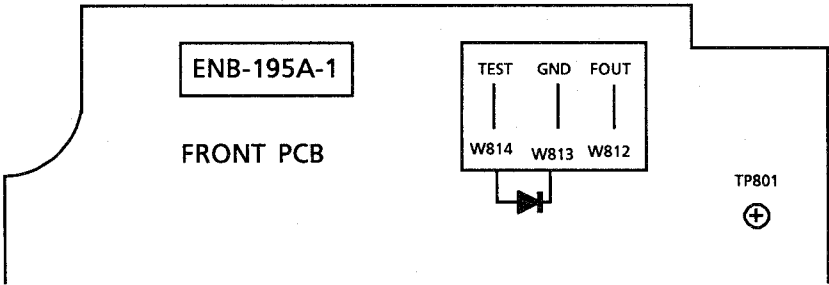 ENB-195A-1
TEST GND FOUT
W814 W813 W812
FRONT PCB
TP801